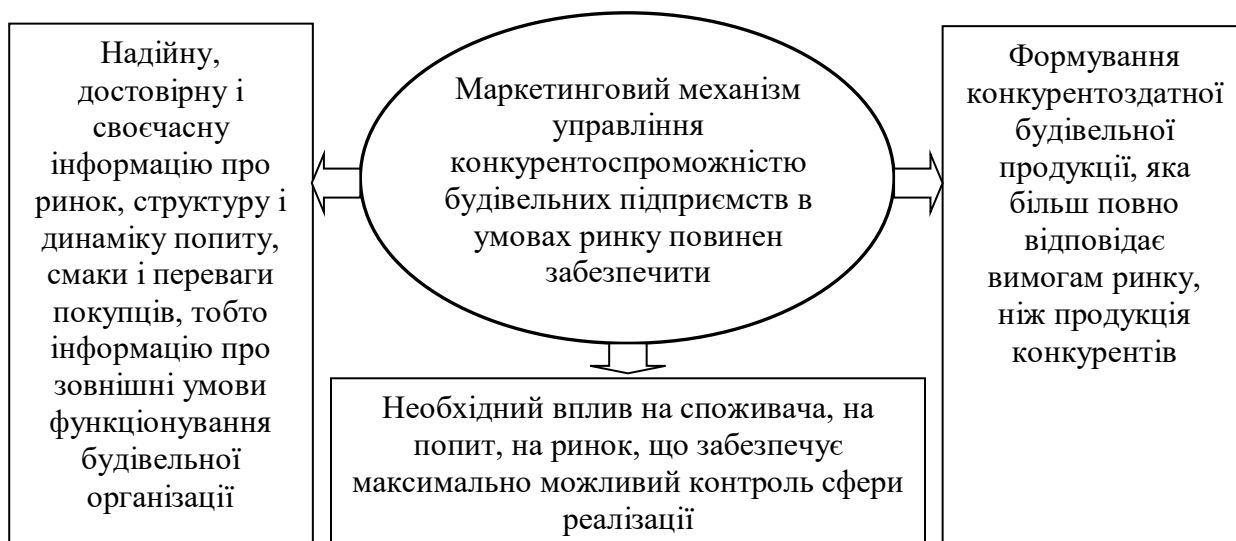 Надійну,
достовірну і
своєчасну
інформацію про
ринок, структуру і
динаміку попиту,
смаки і переваги
покупців, тобто
інформацію про
зовнішні умови
функціонування
будівельної
організації
Маркетинговий механізм
управління
конкурентоспроможністю
будівельних підприємств в
умовах ринку повинен
забезпечити
Необхідний вплив на споживача, на
попит, на ринок, що забезпечує
максимально можливий контроль сфери
реалізації
Формування
конкурентоздатної
будівельної
продукції, яка
більш повно
відповідає
вимогам ринку,
ніж продукція
конкурентів